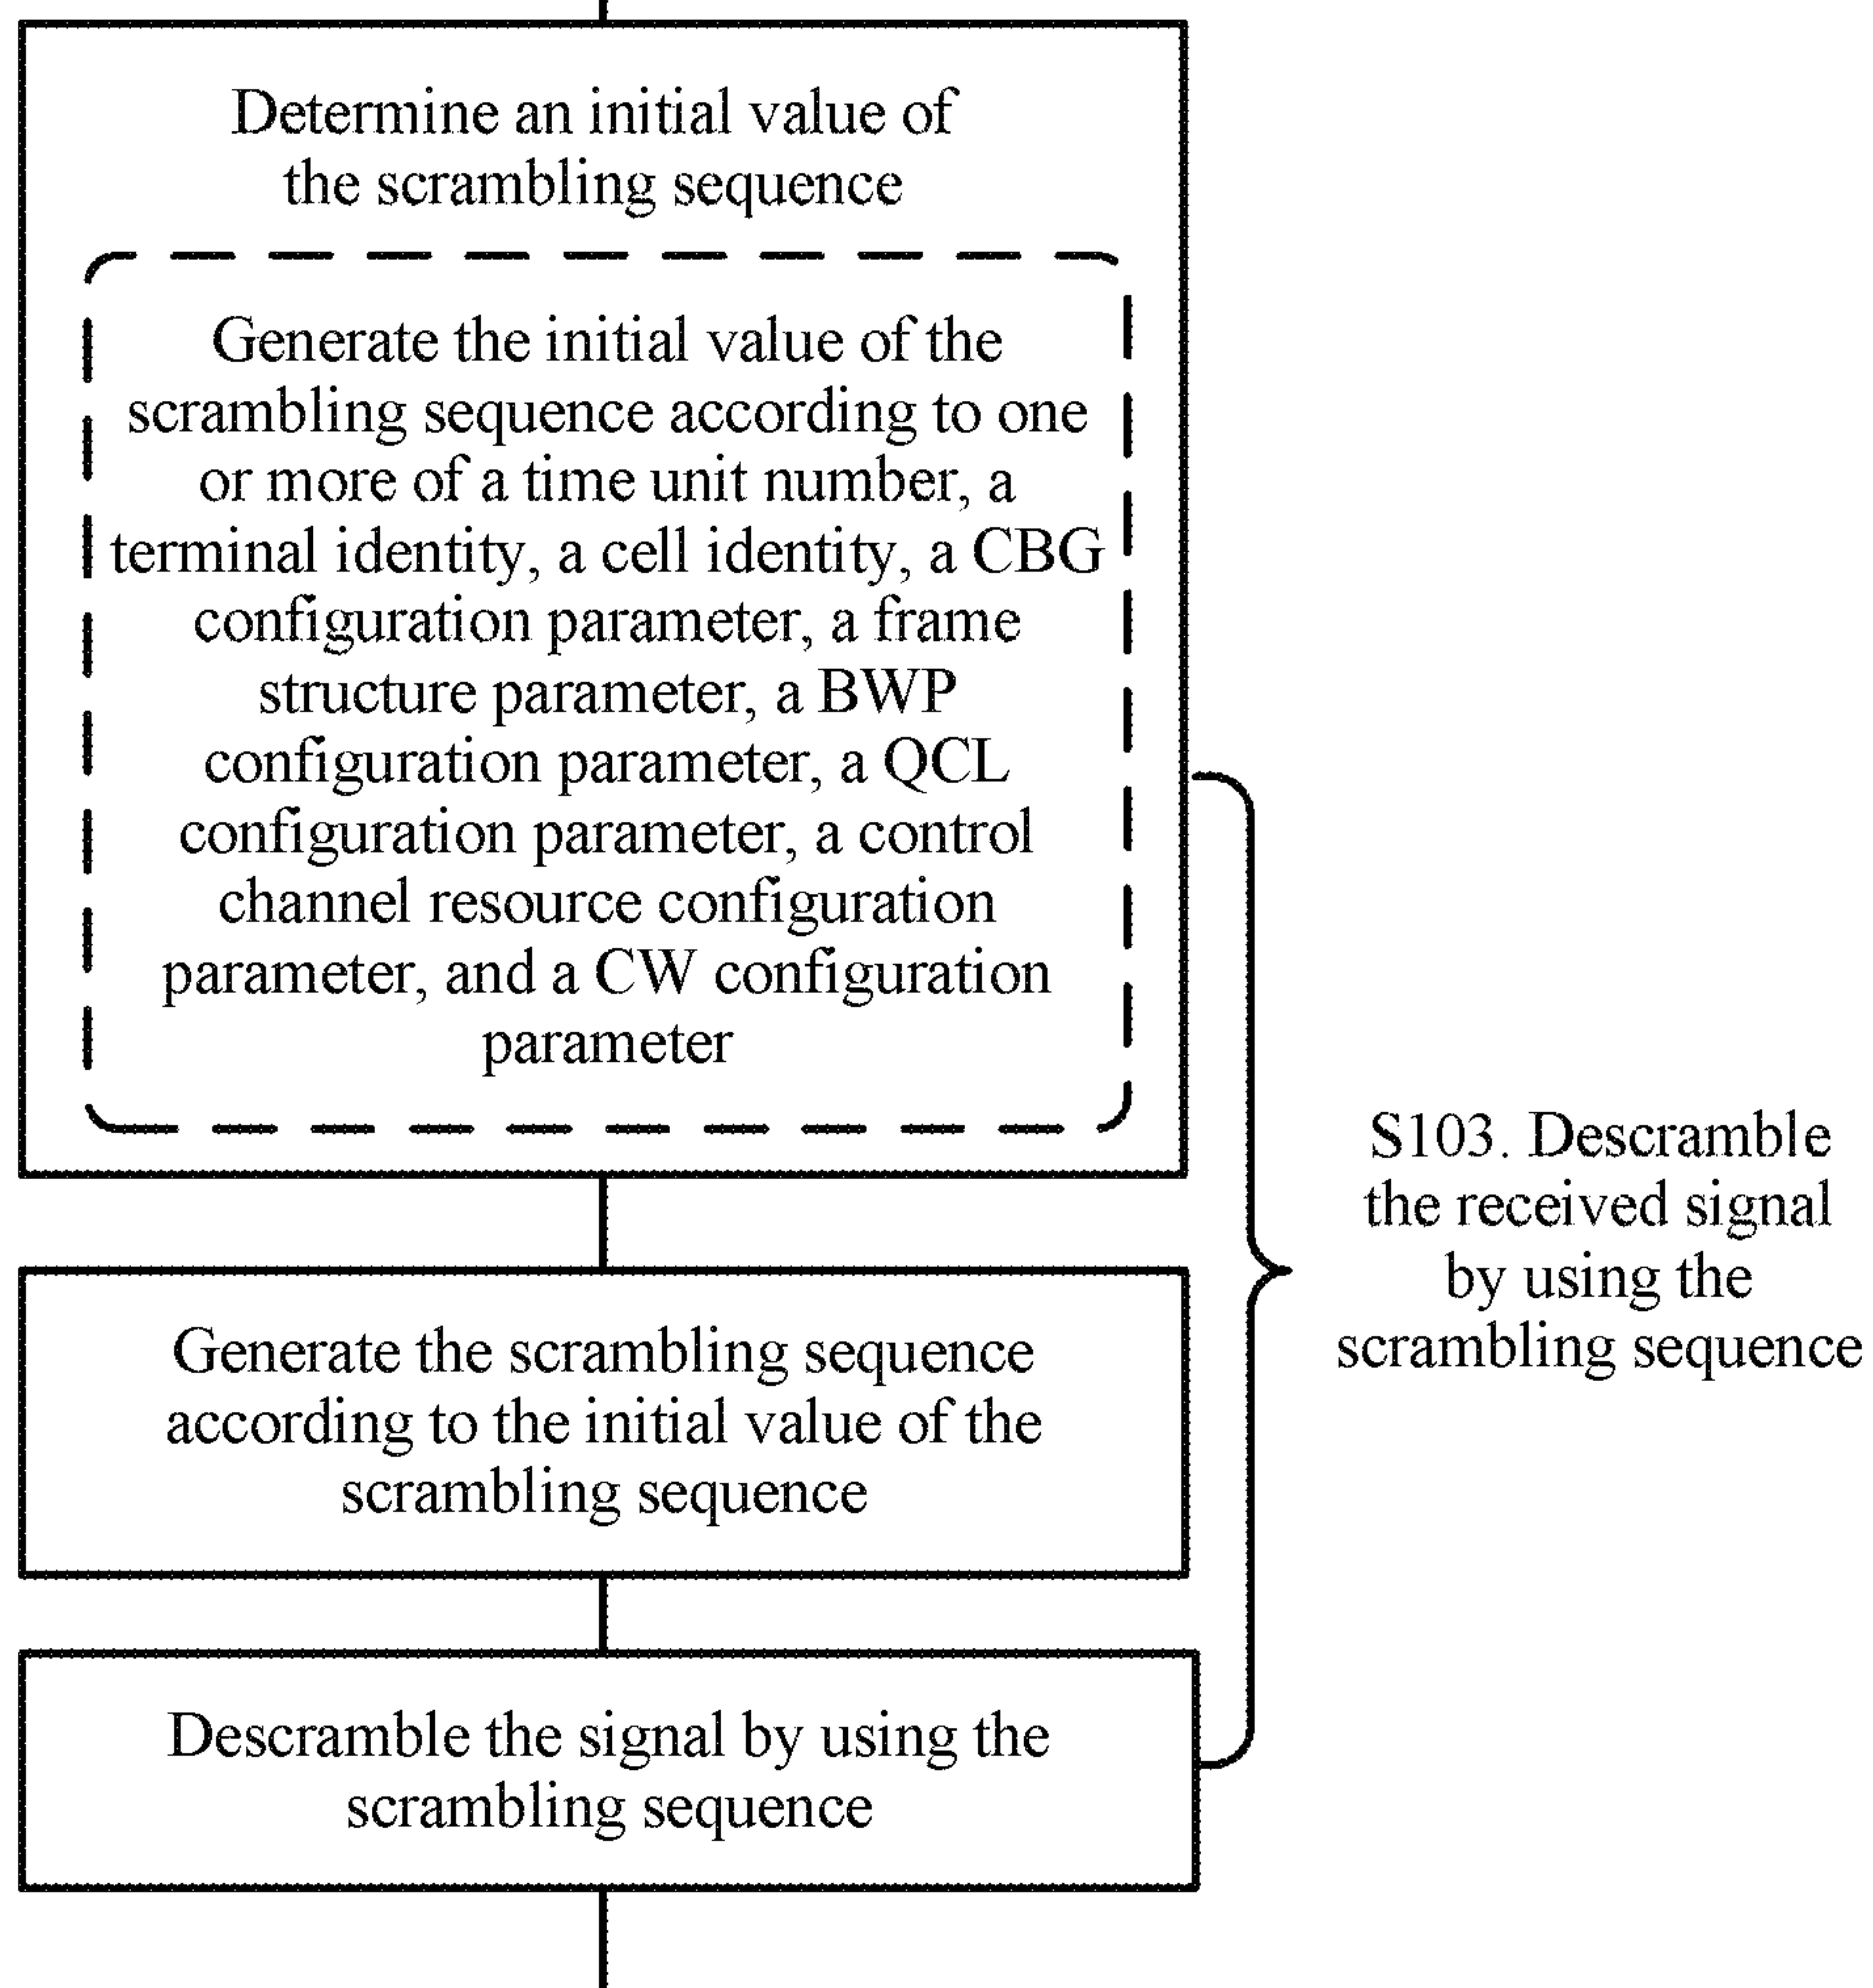 Determine an initial value of
the scrambling sequence
Generate the initial value of the
scrambling sequence according to one
or more of a time unit number, a
terminal identity, a cell identity, a CBG
configuration parameter, a frame
structure parameter, a BWP
configuration parameter, a QCL
configuration parameter, a control
channel resource configuration
parameter, and a CW configuration
parameter
Generate the scrambling sequence
according to the initial value of the
scrambling sequence
Descramble the signal by using the
scrambling sequence
S103. Descramble
the received signal
by using the
scrambling sequence